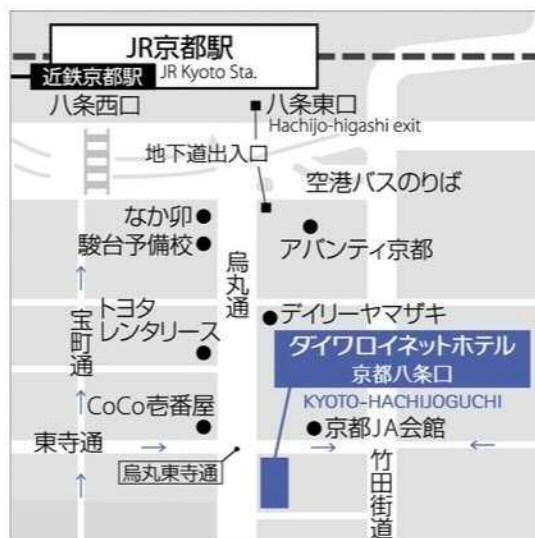 JR京都駅
JR Kyoto Sta.
近鉄京都駅
八条西口
八条東口
Hachijo-higashi exit
地下道出入口
空港バスのりば
なか卯
駿台予備校
アバンティ京都
烏丸通
トヨタ
レンタリース
デイリーヤマザキ
宝町通
ダイワロイネットホテル
京都八条口
KYOTO-HACHIJOGUCHI
CoCo壱番屋
京都JA会館
東寺通
烏丸東寺通
竹田街道